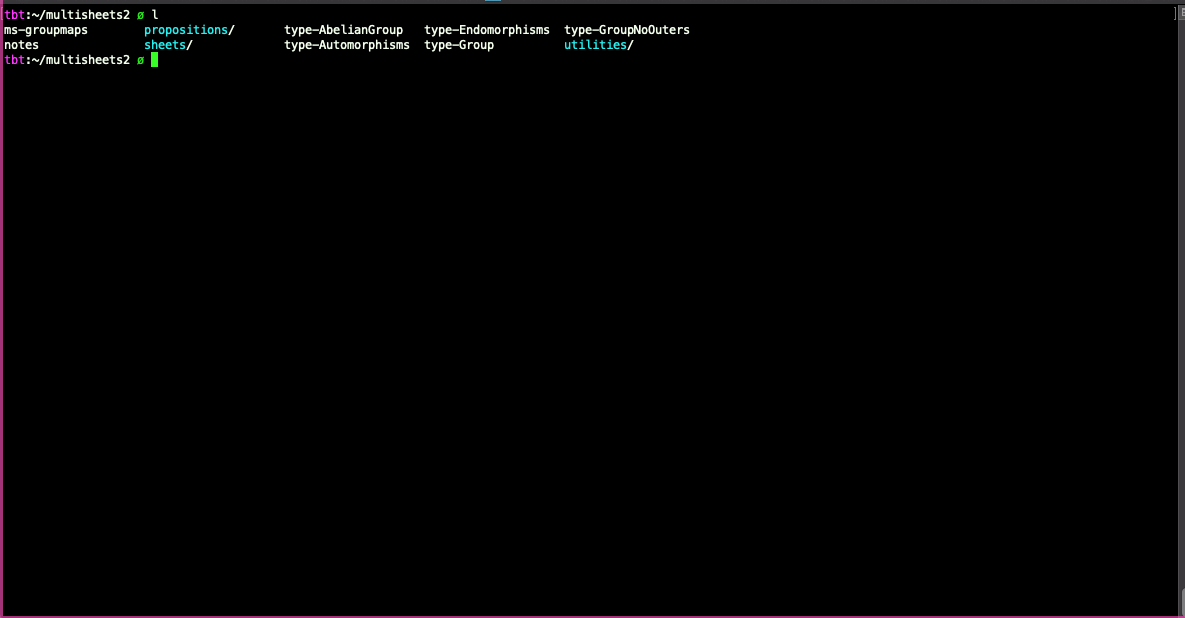 tbt:~/multisheets2 ø l
ms-groupmaps propositions/ type-AbelianGroup type-Endomorphisms type-GroupNoOuters
notes sheets/ type-Automorphisms type-Group utilities/
tbt:~/multisheets2 ø